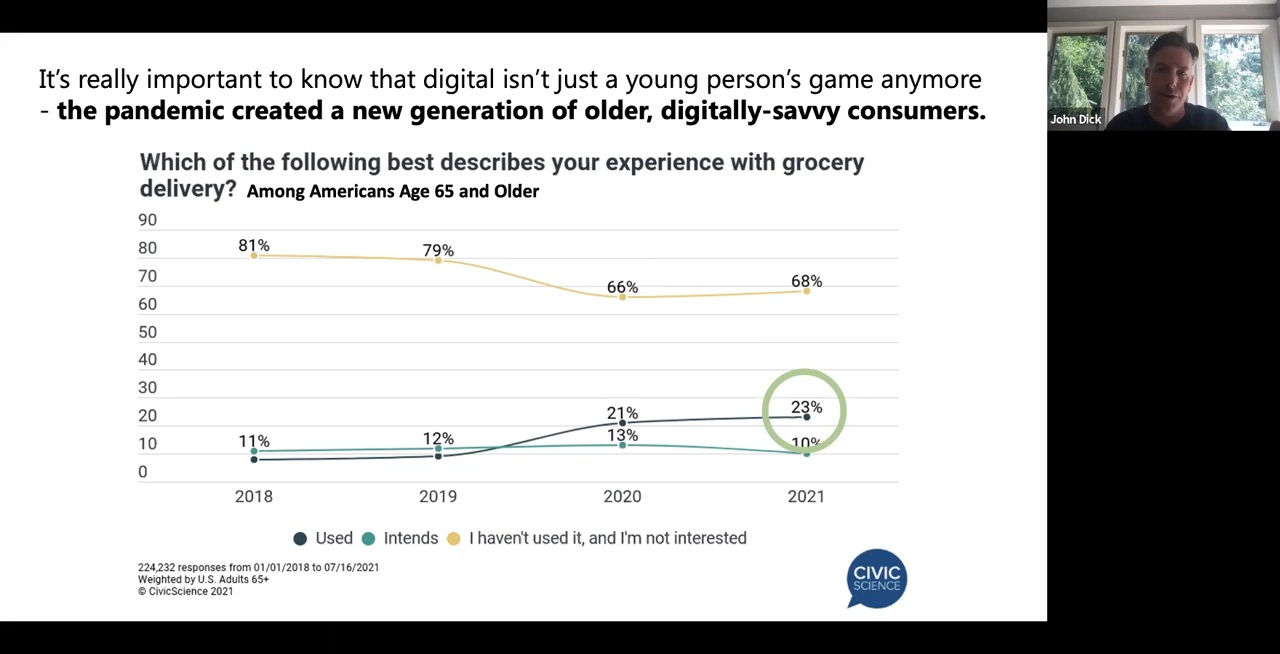 It's really important to know that digital isn't just a young person's game anymore
- the pandemic created a new generation of older, digitally-savvy consumers.
John Dick
Which of the following best describes your experience with grocery
delivery? Among Americans Age 65 and Older
90
80
70
60
50
40
30
20
10
0
81%
79%
66%
68%
11%
12%
21%
13%
23%
10%
2018
2019
2020
2021
Used
Intends
I haven't used it, and I'm not interested
224,232 responses from 01/01/2018 to 07/16/2021
Weighted by U.S. Adults 65+
© CivicScience 2021
CIVIC
SCIENCE